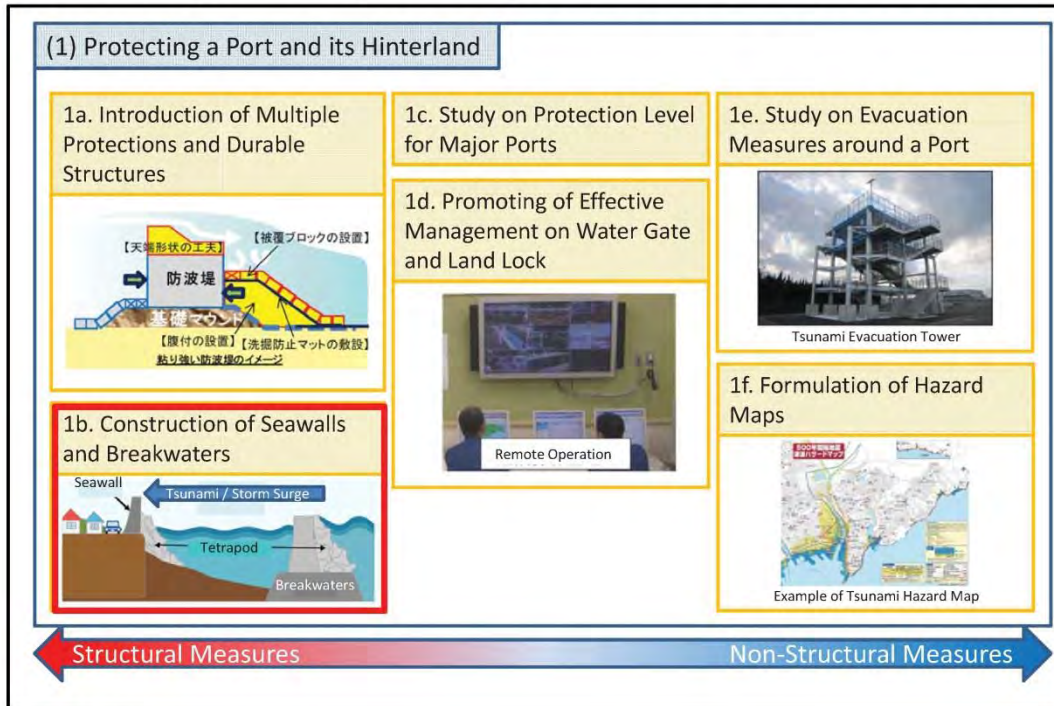 (1) Protecting a Port and its Hinterland
1a. Introduction of Multiple
Protections and Durable
Structures
【天端形状の工夫】
【被覆ブロックの設置】
防波堤
基礎マウンド
【腹付の設置】
【洗掘防止マットの敷設】
粘り強い防波堤のイメージ
1b. Construction of Seawalls
and Breakwaters
Seawall
Tsunami / Storm Surge
Tetrapod
Breakwaters
1c. Study on Protection Level
for Major Ports
1d. Promoting of Effective
Management on Water Gate
and Land Lock
Remote Operation
1e. Study on Evacuation
Measures around a Port
Tsunami Evacuation Tower
1f. Formulation of Hazard
Maps
Example of Tsunami Hazard Map
Structural Measures
Non-Structural Measures